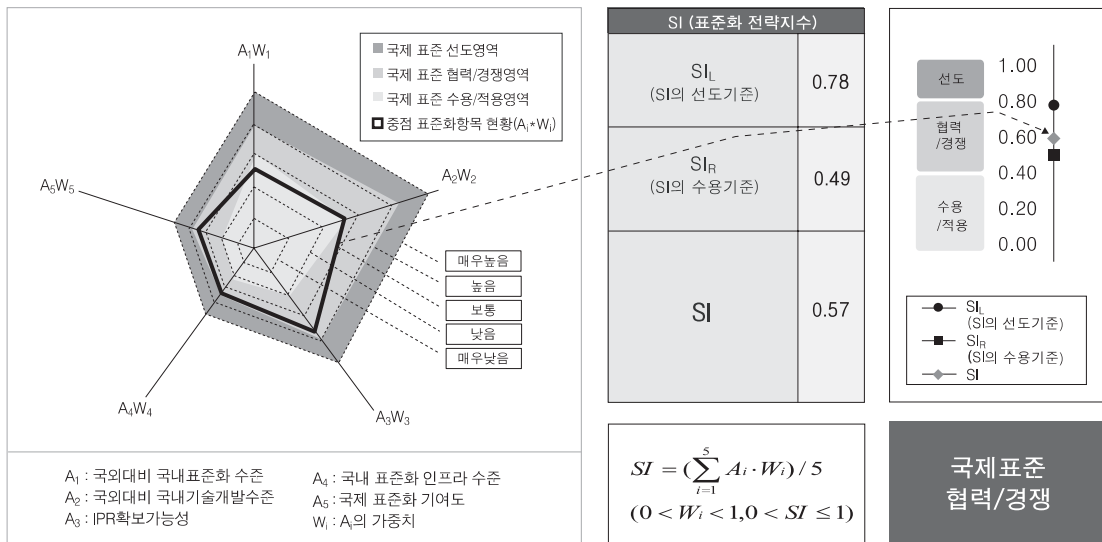 A₁W₁
국제 표준 선도영역
국제 표준 협력/경쟁영역
국제 표준 수용/적용영역
중점 표준화항목 현황(Aᵢ*Wᵢ)
A₂W₂
A₅W₅
매우높음
높음
보통
낮음
매우낮음
A₄W₄
A₃W₃
A₁ : 국외대비 국내표준화 수준
A₂ : 국외대비 국내기술개발수준
A₃ : IPR확보가능성
A₄ : 국내 표준화 인프라 수준
A₅ : 국제 표준화 기여도
Wᵢ : Aᵢ의 가중치
SI (표준화 전략지수)
SI_L
(SI의 선도기준)
0.78
SI_R
(SI의 수용기준)
0.49
SI
0.57
선도
협력
/경쟁
수용
/적용
1.00
0.80
0.60
0.40
0.20
0.00
SI_L
(SI의 선도기준)
SI_R
(SI의 수용기준)
SI
SI = (∑_{i=1}^{5} Aᵢ · Wᵢ) / 5
(0 < Wᵢ < 1,0 < SI ≤ 1)
국제표준
협력/경쟁